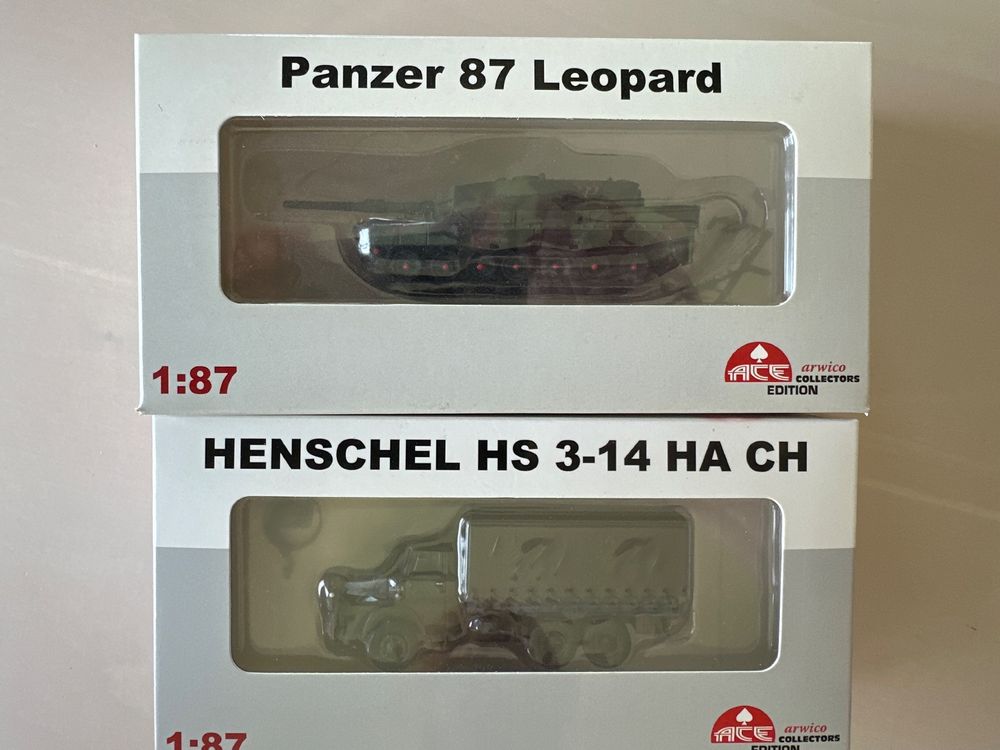 Panzer 87 Leopard
1:87
ACE arwico
COLLECTORS
EDITION
HENSCHEL HS 3-14 HA CH
1:87
ACE arwico
COLLECTORS
EDITION